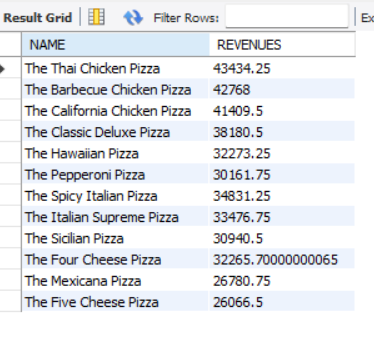 Result Grid Filter Rows: Ex
NAME REVENUES
The Thai Chicken Pizza 43434.25
The Barbecue Chicken Pizza 42768
The California Chicken Pizza 41409.5
The Classic Deluxe Pizza 38180.5
The Hawaiian Pizza 32273.25
The Pepperoni Pizza 30161.75
The Spicy Italian Pizza 34831.25
The Italian Supreme Pizza 33476.75
The Sicilian Pizza 30940.5
The Four Cheese Pizza 32265.70000000065
The Mexicana Pizza 26780.75
The Five Cheese Pizza 26066.5